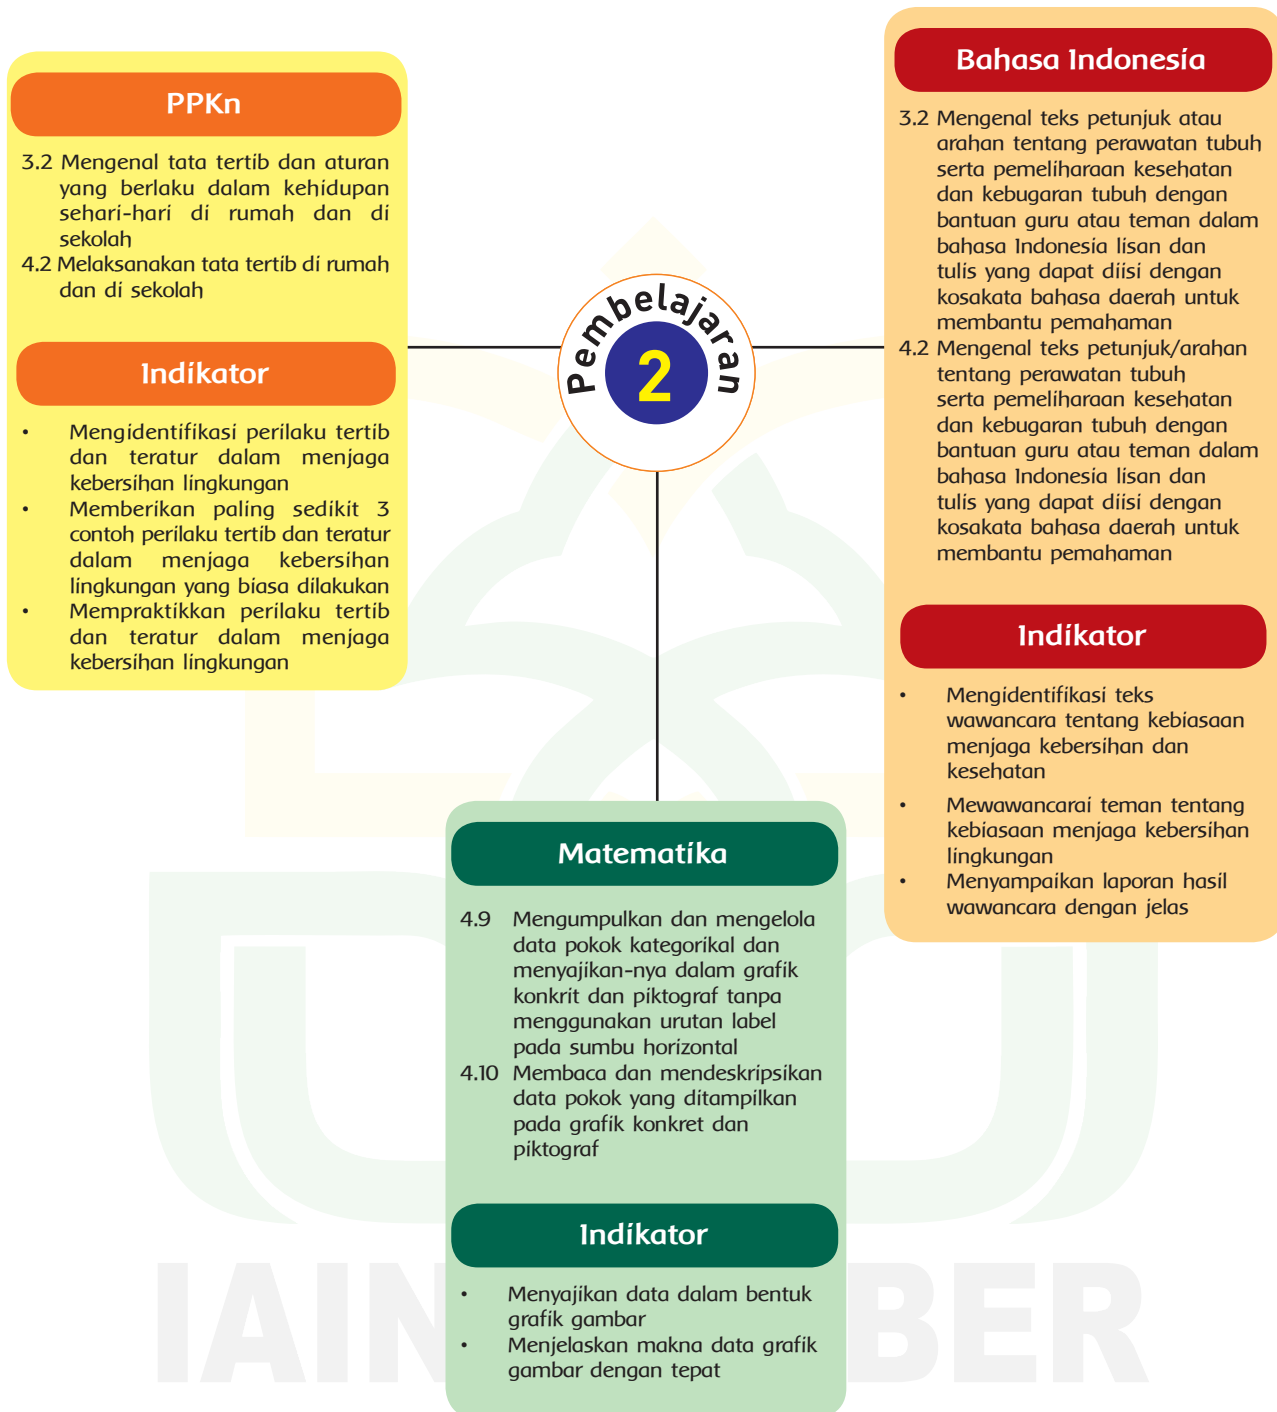 PPKn
3.2 Mengenal tata tertib dan aturan
yang berlaku dalam kehidupan
sehari-hari di rumah dan di
sekolah
4.2 Melaksanakan tata tertib di rumah
dan di sekolah
Indikator
• Mengidentifikasi perilaku tertib
dan teratur dalam menjaga
kebersihan lingkungan
• Memberikan paling sedikit 3
contoh perilaku tertib dan teratur
dalam menjaga kebersihan
lingkungan yang biasa dilakukan
• Mempraktikkan perilaku tertib
dan teratur dalam menjaga
kebersihan lingkungan
Pembelajaran
2
Bahasa Indonesia
3.2 Mengenal teks petunjuk atau
arahan tentang perawatan tubuh
serta pemeliharaan kesehatan
dan kebugaran tubuh dengan
bantuan guru atau teman dalam
bahasa Indonesia lisan dan
tulis yang dapat diisi dengan
kosakata bahasa daerah untuk
membantu pemahaman
4.2 Mengenal teks petunjuk/arahan
tentang perawatan tubuh
serta pemeliharaan kesehatan
dan kebugaran tubuh dengan
bantuan guru atau teman dalam
bahasa Indonesia lisan dan
tulis yang dapat diisi dengan
kosakata bahasa daerah untuk
membantu pemahaman
Indikator
• Mengidentifikasi teks
wawancara tentang kebiasaan
menjaga kebersihan dan
kesehatan
• Mewawancarai teman tentang
kebiasaan menjaga kebersihan
lingkungan
• Menyampaikan laporan hasil
wawancara dengan jelas
Matematika
4.9 Mengumpulkan dan mengelola
data pokok kategorikal dan
menyajikan-nya dalam grafik
konkrit dan piktograf tanpa
menggunakan urutan label
pada sumbu horizontal
4.10 Membaca dan mendeskripsikan
data pokok yang ditampilkan
pada grafik konkret dan
piktograf
Indikator
• Menyajikan data dalam bentuk
grafik gambar
• Menjelaskan makna data grafik
gambar dengan tepat
IAIN BER